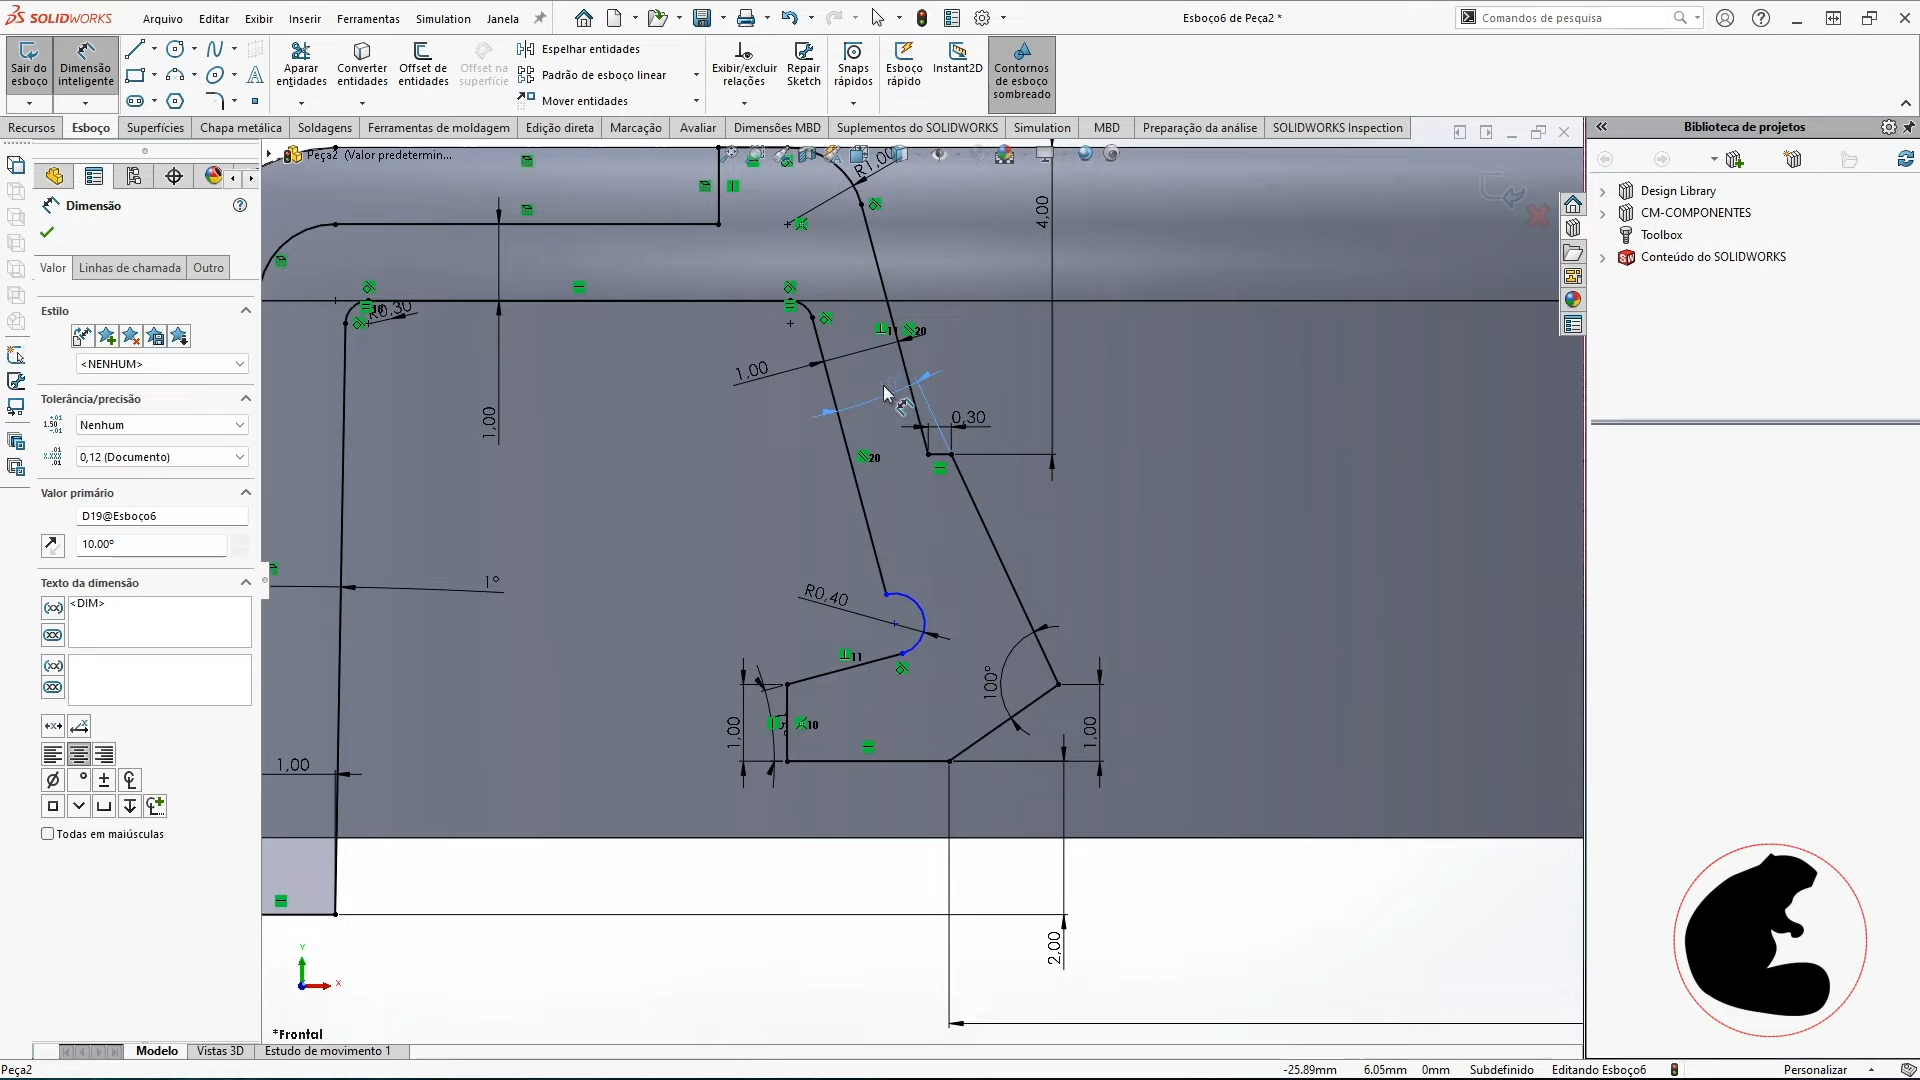 SOLIDWORKS
Arquivo Editar Exibir Inserir Ferramentas Simulation Janela
Esboço6 de Peça2 *
Comandos de pesquisa
Sair do esboço
Dimensão inteligente
Aparar entidades
Converter entidades
Offset de entidades
Offset na superfície
Espelhar entidades
Padrão de esboço linear
Mover entidades
Exibir/excluir relações
Repair Sketch
Snaps rápidos
Esboço rápido
Instant2D
Contornos de esboço sombreado
Recursos Esboço Superfícies Chapa metálica Soldagens Ferramentas de moldagem Edição direta Marcação Avaliar Dimensões MBD Suplementos do SOLIDWORKS Simulation MBD Preparação da análise SOLIDWORKS Inspection
Biblioteca de projetos
Design Library
CM-COMPONENTES
Toolbox
Conteúdo do SOLIDWORKS
Dimensão
Valor Linhas de chamada Outro
Estilo
<NENHUM>
Tolerância/precisão
Nenhum
0,12 (Documento)
Valor primário
D19@Esboço6
10.00º
Texto da dimensão
<DIM>
Todas em maiúsculas
Peça2 (Valor predetermin...
R1,00
4,00
R0,30
20
1,00
1,00
0,30
20
1º
R0,40
11
100º
1,00
10
1,00
1,00
2,00
Y
X
*Frontal
Modelo Vistas 3D Estudo de movimento 1
Peça2
-25.89mm 6.05mm 0mm Subdefinido Editando Esboço6 Personalizar